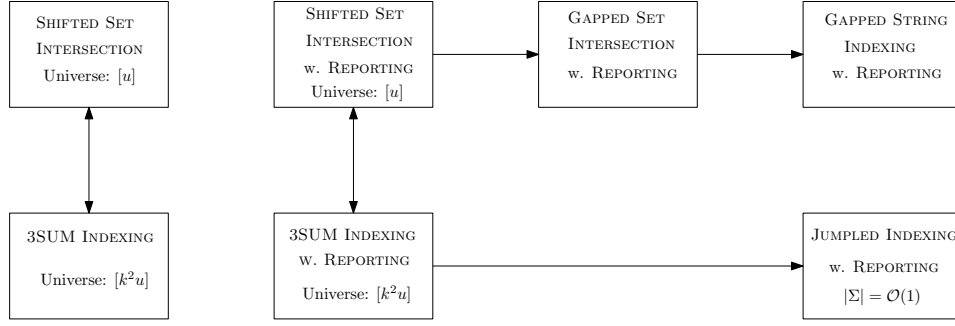 SHIFTED SET
INTERSECTION
Universe: [u]
SHIFTED SET
INTERSECTION
W. REPORTING
Universe: [u]
GAPPED SET
INTERSECTION
W. REPORTING
GAPPED STRING
INDEXING
W. REPORTING
3SUM INDEXING
Universe: [k²u]
3SUM INDEXING
W. REPORTING
Universe: [k²u]
JUMPLED INDEXING
W. REPORTING
|Σ| = 𝒪(1)